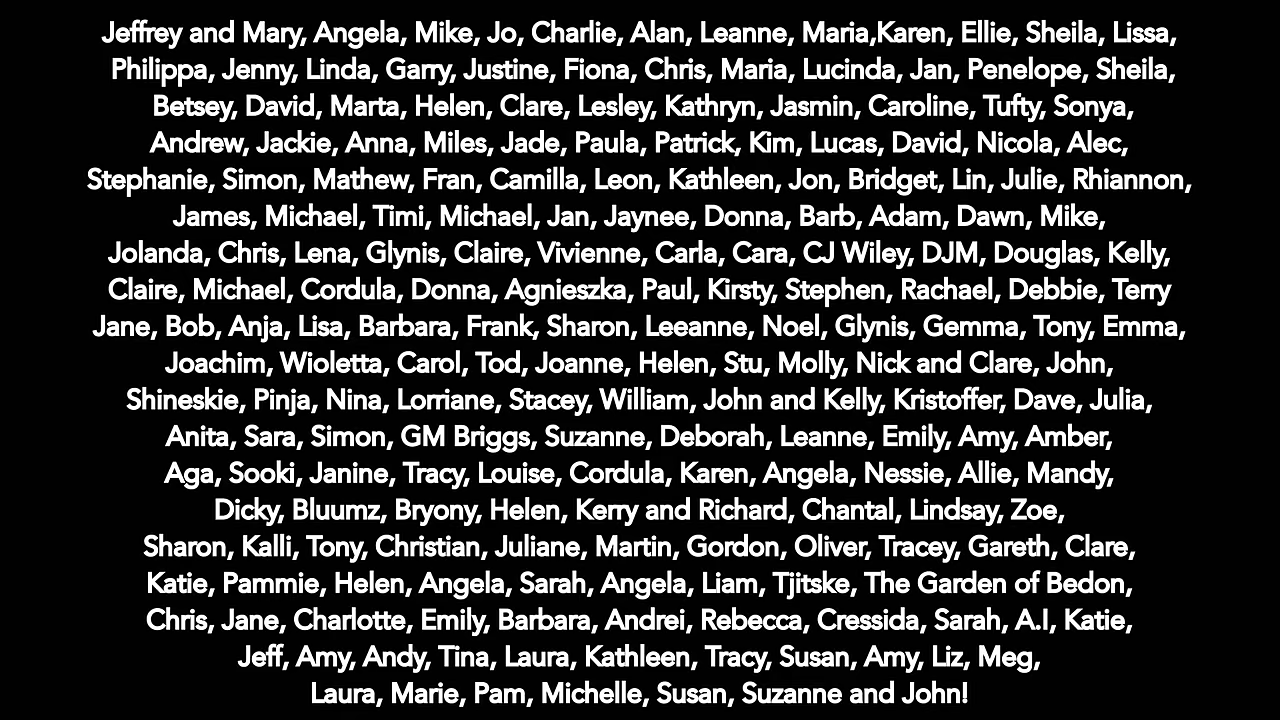 Jeffrey and Mary, Angela, Mike, Jo, Charlie, Alan, Leanne, Maria,Karen, Ellie, Sheila, Lissa,
Philippa, Jenny, Linda, Garry, Justine, Fiona, Chris, Maria, Lucinda, Jan, Penelope, Sheila,
Betsey, David, Marta, Helen, Clare, Lesley, Kathryn, Jasmin, Caroline, Tufty, Sonya,
Andrew, Jackie, Anna, Miles, Jade, Paula, Patrick, Kim, Lucas, David, Nicola, Alec,
Stephanie, Simon, Mathew, Fran, Camilla, Leon, Kathleen, Jon, Bridget, Lin, Julie, Rhiannon,
James, Michael, Timi, Michael, Jan, Jaynee, Donna, Barb, Adam, Dawn, Mike,
Jolanda, Chris, Lena, Glynis, Claire, Vivienne, Carla, Cara, CJ Wiley, DJM, Douglas, Kelly,
Claire, Michael, Cordula, Donna, Agnieszka, Paul, Kirsty, Stephen, Rachael, Debbie, Terry
Jane, Bob, Anja, Lisa, Barbara, Frank, Sharon, Leeanne, Noel, Glynis, Gemma, Tony, Emma,
Joachim, Wioletta, Carol, Tod, Joanne, Helen, Stu, Molly, Nick and Clare, John,
Shineskie, Pinja, Nina, Lorriane, Stacey, William, John and Kelly, Kristoffer, Dave, Julia,
Anita, Sara, Simon, GM Briggs, Suzanne, Deborah, Leanne, Emily, Amy, Amber,
Aga, Sooki, Janine, Tracy, Louise, Cordula, Karen, Angela, Nessie, Allie, Mandy,
Dicky, Bluumz, Bryony, Helen, Kerry and Richard, Chantal, Lindsay, Zoe,
Sharon, Kalli, Tony, Christian, Juliane, Martin, Gordon, Oliver, Tracey, Gareth, Clare,
Katie, Pammie, Helen, Angela, Sarah, Angela, Liam, Tjitske, The Garden of Bedon,
Chris, Jane, Charlotte, Emily, Barbara, Andrei, Rebecca, Cressida, Sarah, A.I, Katie,
Jeff, Amy, Andy, Tina, Laura, Kathleen, Tracy, Susan, Amy, Liz, Meg,
Laura, Marie, Pam, Michelle, Susan, Suzanne and John!